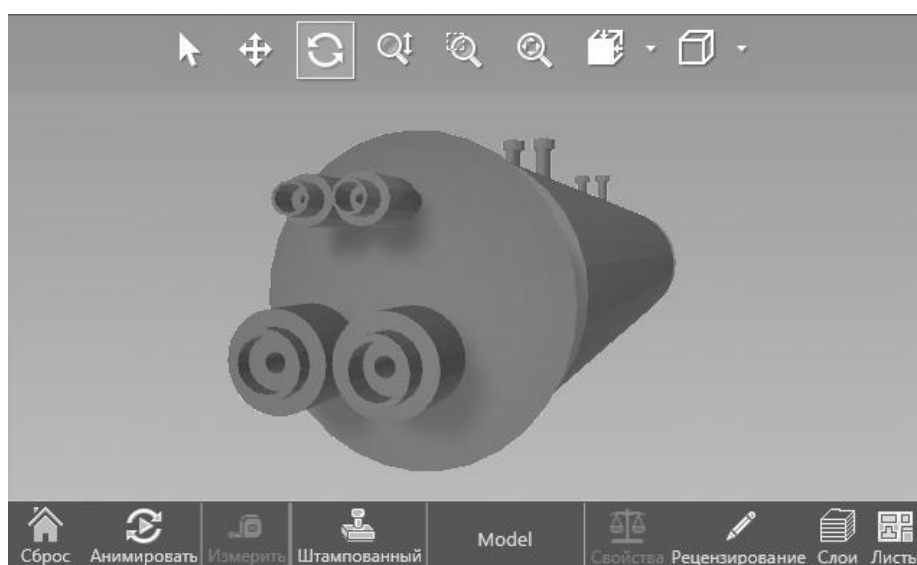 Сброс
Анимировать
Измерить
Штампованный
Model
Свойства
Рецензирование
Слои
Листы